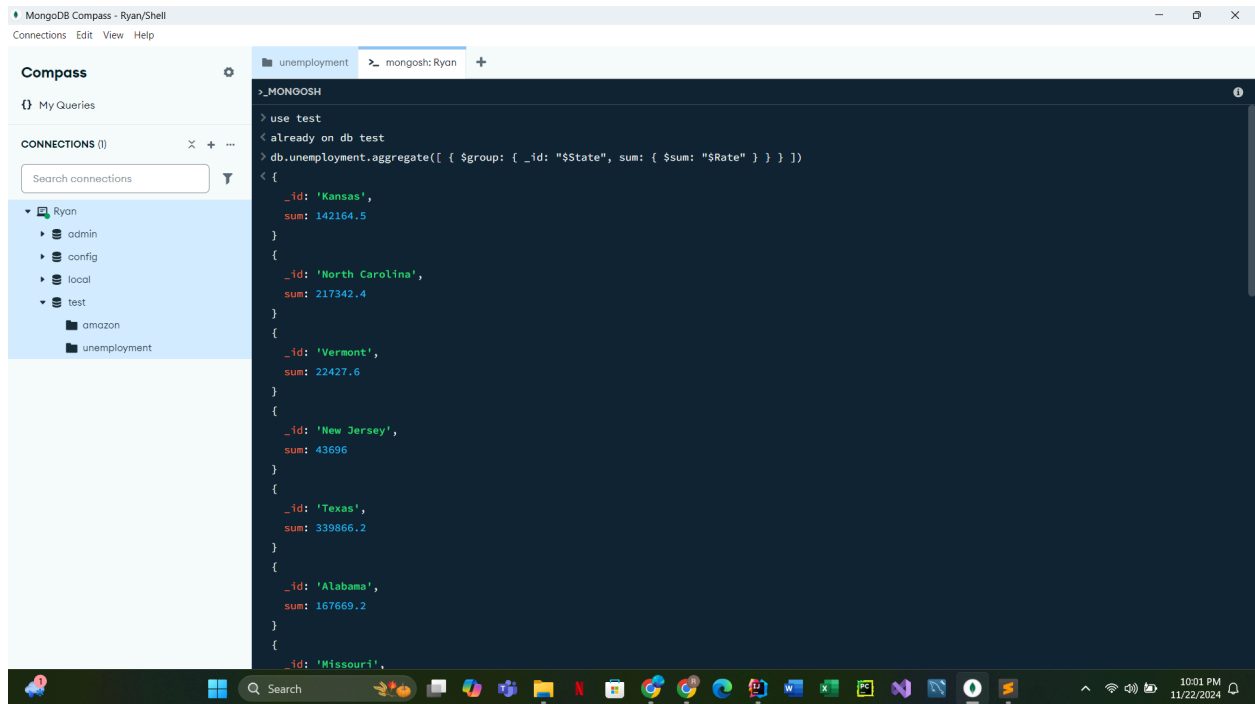 MongoDB Compass - Ryan/Shell
Connections Edit View Help
Compass
{} My Queries
CONNECTIONS (1)
Search connections
Ryan
admin
config
local
test
amazon
unemployment
unemployment
>_ mongosh: Ryan
>_MONGOSH
> use test
< already on db test
> db.unemployment.aggregate([ { $group: { _id: "$State", sum: { $sum: "$Rate" } } } ])
< {
_id: 'Kansas',
sum: 142164.5
}
{
_id: 'North Carolina',
sum: 217342.4
}
{
_id: 'Vermont',
sum: 22427.6
}
{
_id: 'New Jersey',
sum: 43696
}
{
_id: 'Texas',
sum: 339866.2
}
{
_id: 'Alabama',
sum: 167669.2
}
{
_id: 'Missouri',
1
Search
10:01 PM
11/22/2024